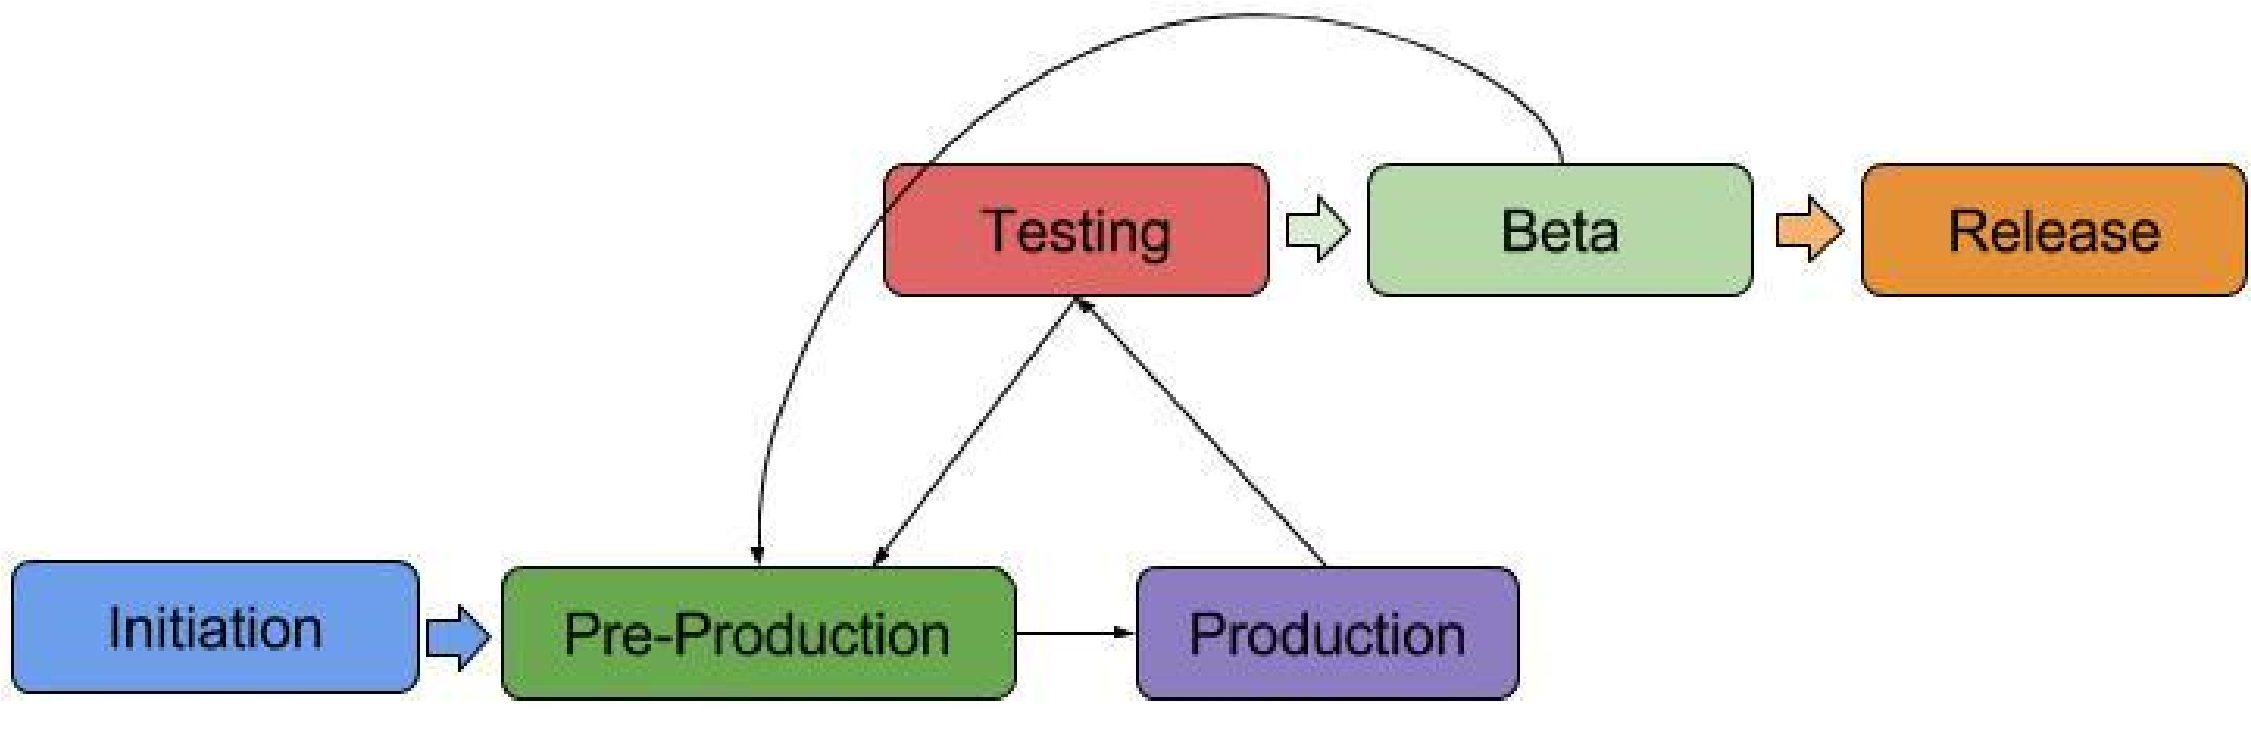 Testing
Beta
Release
Initiation
Pre-Production
Production